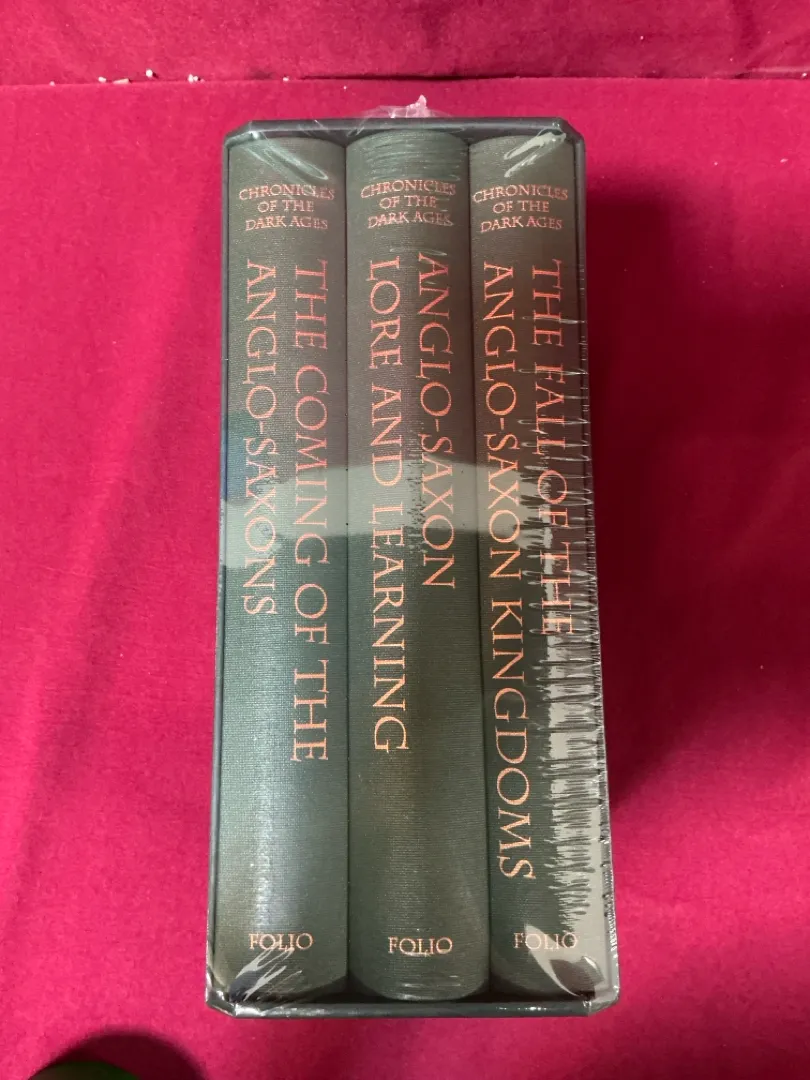 CHRONICLES
OF THE
DARK AGES
THE COMING OF THE
ANGLO-SAXONS
FOLIO
CHRONICLES
OF THE
DARK AGES
ANGLO-SAXON
LORE AND LEARNING
FOLIO
CHRONICLES
OF THE
DARK AGES
THE FALL OF THE
ANGLO-SAXON KINGDOMS
FOLIO